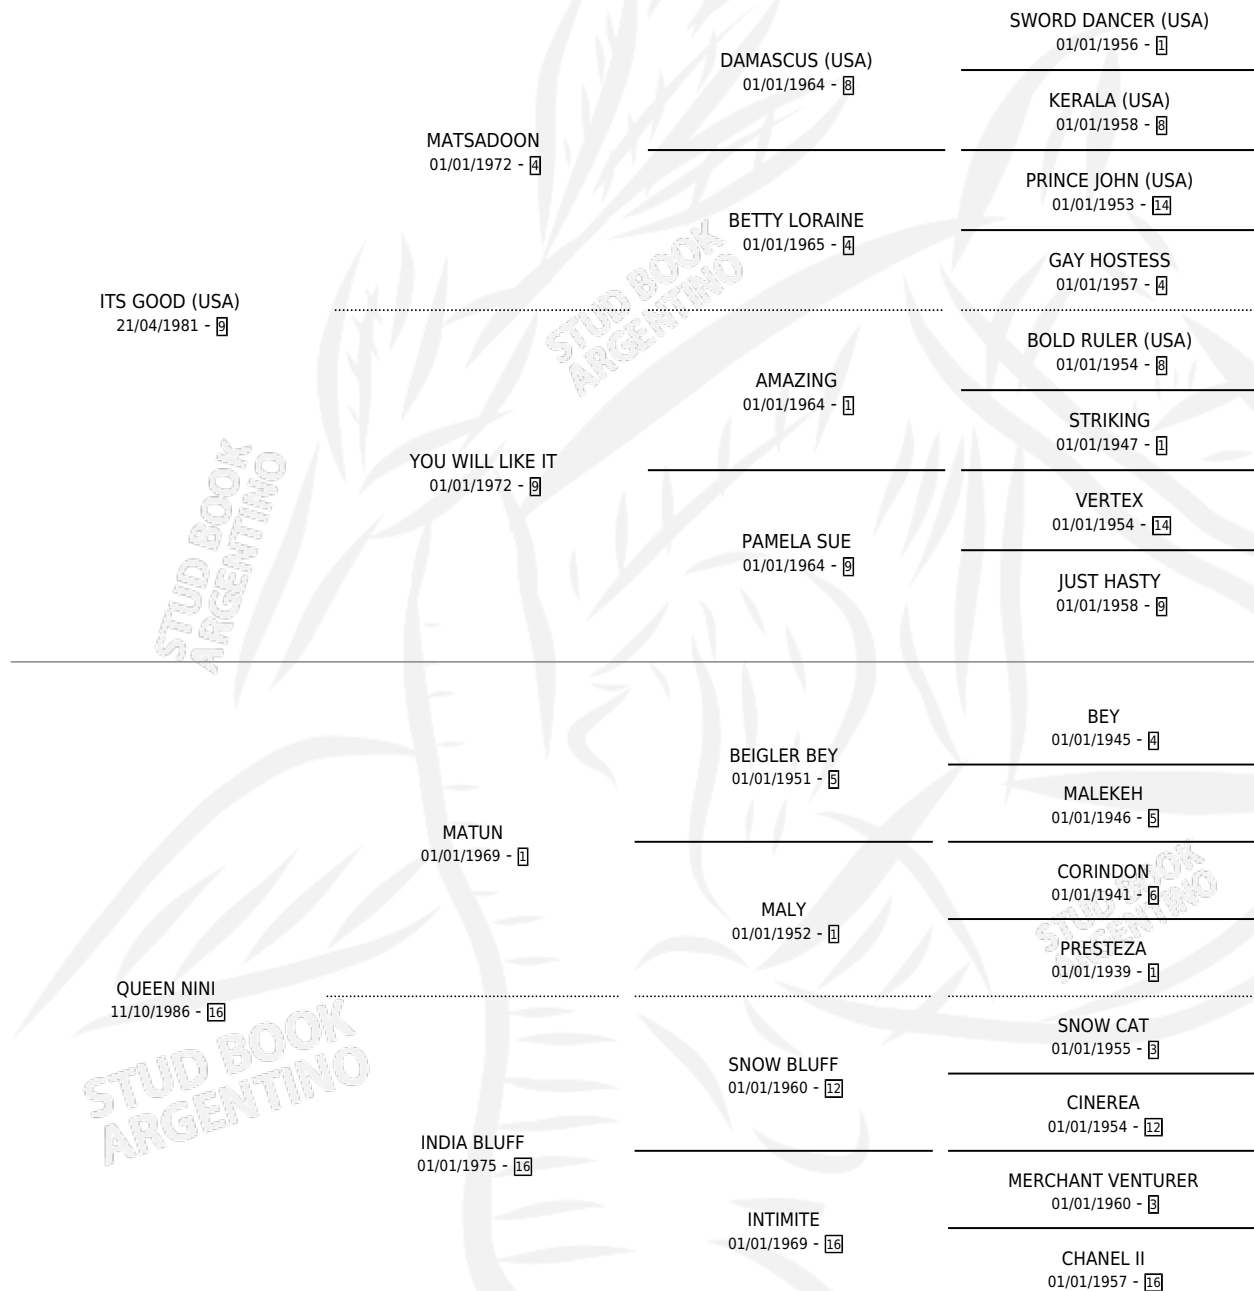 SWORD DANCER (USA)
01/01/1956 - 1
DAMASCUS (USA)
01/01/1964 - 8
KERALA (USA)
01/01/1958 - 8
MATSADOON
01/01/1972 - 4
PRINCE JOHN (USA)
01/01/1953 - 14
BETTY LORAINE
01/01/1965 - 4
GAY HOSTESS
01/01/1957 - 4
ITS GOOD (USA)
21/04/1981 - 9
BOLD RULER (USA)
01/01/1954 - 8
AMAZING
01/01/1964 - 1
STRIKING
01/01/1947 - 1
YOU WILL LIKE IT
01/01/1972 - 9
VERTEX
01/01/1954 - 14
PAMELA SUE
01/01/1964 - 9
JUST HASTY
01/01/1958 - 9
BEY
01/01/1945 - 4
BEIGLER BEY
01/01/1951 - 5
MALEKEH
01/01/1946 - 5
MATUN
01/01/1969 - 1
CORINDON
01/01/1941 - 6
MALY
01/01/1952 - 1
PRESTEZA
01/01/1939 - 1
QUEEN NINI
11/10/1986 - 16
SNOW CAT
01/01/1955 - 3
SNOW BLUFF
01/01/1960 - 12
CINEREA
01/01/1954 - 12
INDIA BLUFF
01/01/1975 - 16
MERCHANT VENTURER
01/01/1960 - 3
INTIMITE
01/01/1969 - 16
CHANEL II
01/01/1957 - 16
STUD BOOK
ARGENTINO
STUD BOOK
ARGENTINO
STUD BOOK
ARGENTINO
STUD BOOK
ARGENTINO